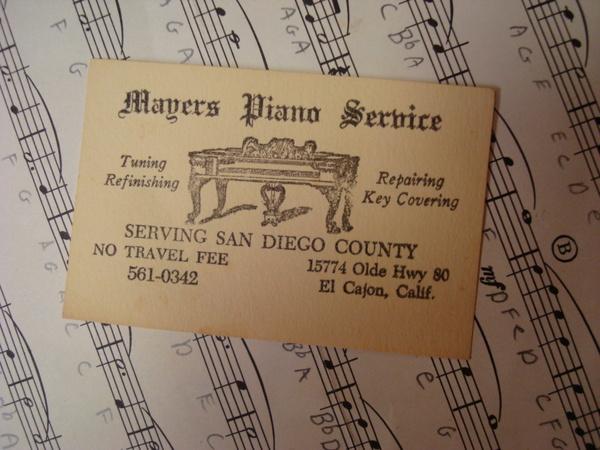 Mayers Piano Service
Tuning
Refinishing
Repairing
Key Covering
SERVING SAN DIEGO COUNTY
NO TRAVEL FEE
561-0342
15774 Olde Hwy 80
El Cajon, Calif.
B
mf